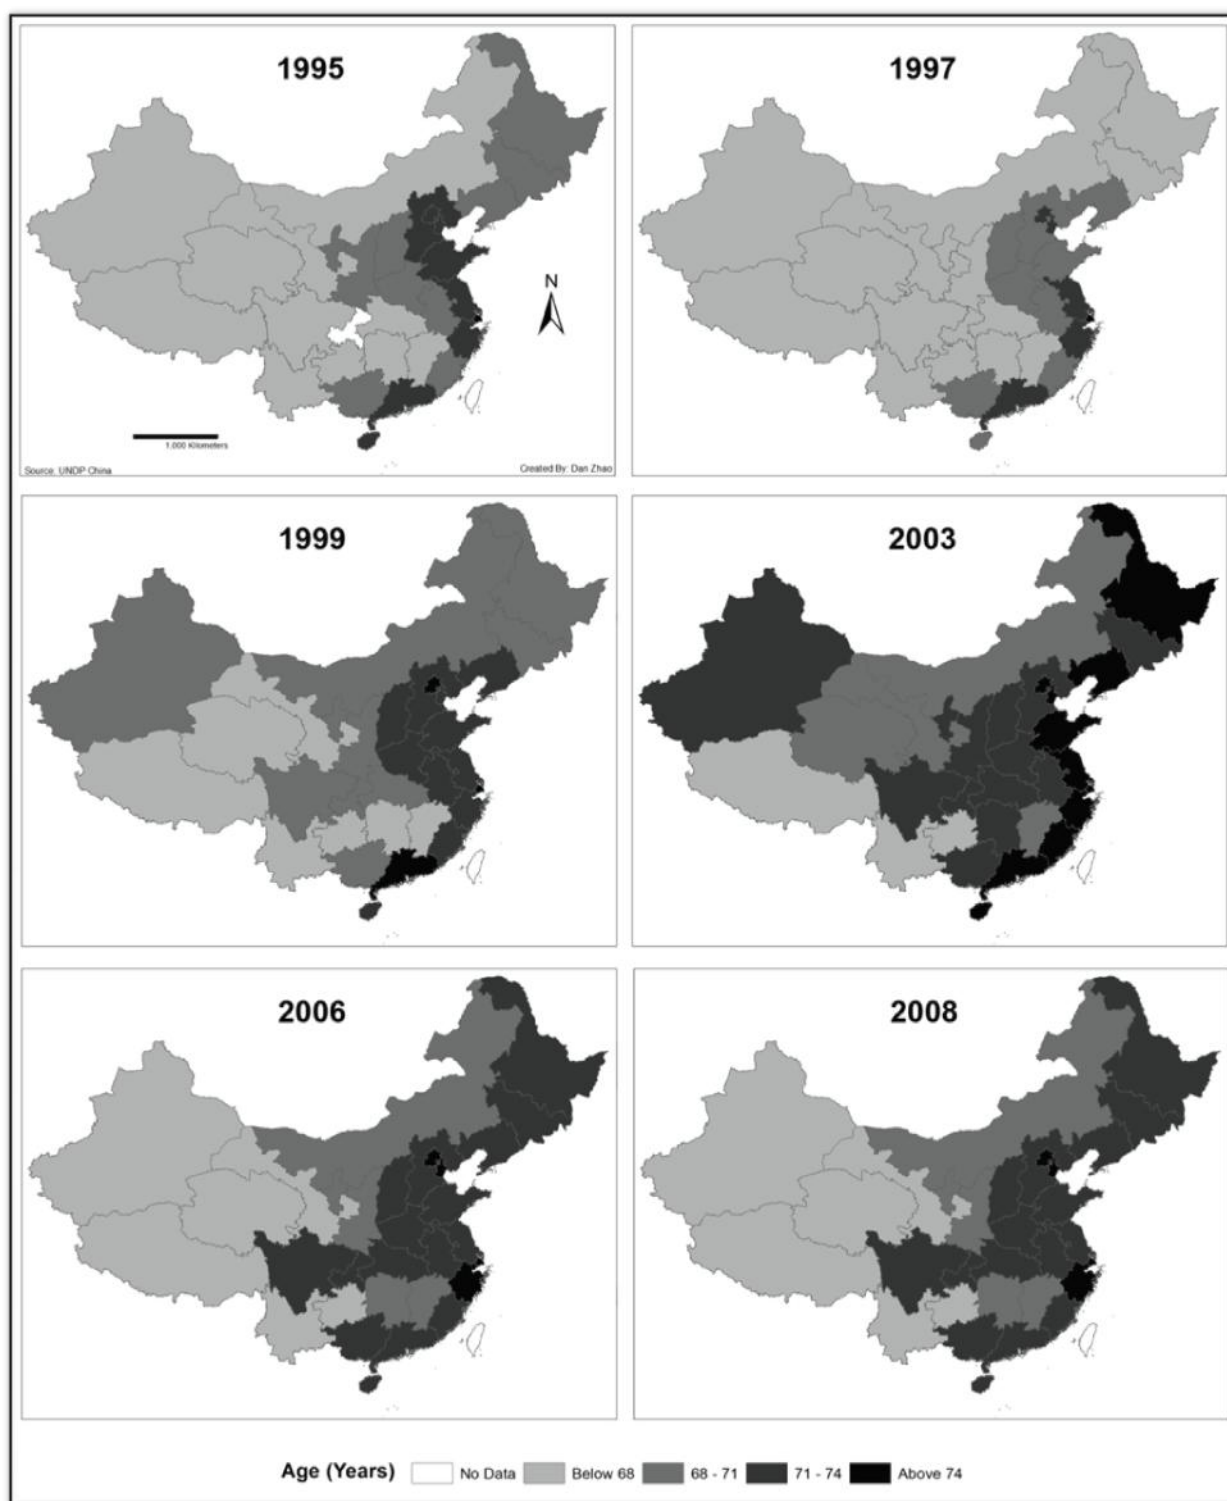 1995
1997
N
1,000 Kilometers
Source: UNDP China
Created By: Dan Zhao
1999
2003
2006
2008
Age (Years)
No Data
Below 68
68 - 71
71 - 74
Above 74